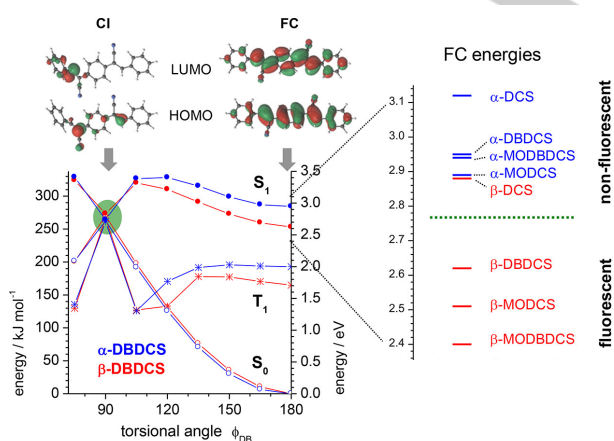 CI
FC
LUMO
HOMO
FC energies
3.1
3.0
2.9
2.8
2.7
2.6
2.5
2.4
α-DCS
α-DBDCS
α-MODBDCS
α-MODCS
β-DCS
β-DBDCS
β-MODCS
β-MODBDCS
non-fluorescent
fluorescent
energy / kJ mol⁻¹
300
250
200
150
100
50
0
S₁
T₁
S₀
α-DBDCS
β-DBDCS
3.5
3.0
2.5
2.0
1.5
1.0
0.5
0.0
energy / eV
90 120 150 180
torsional angle ϕDB